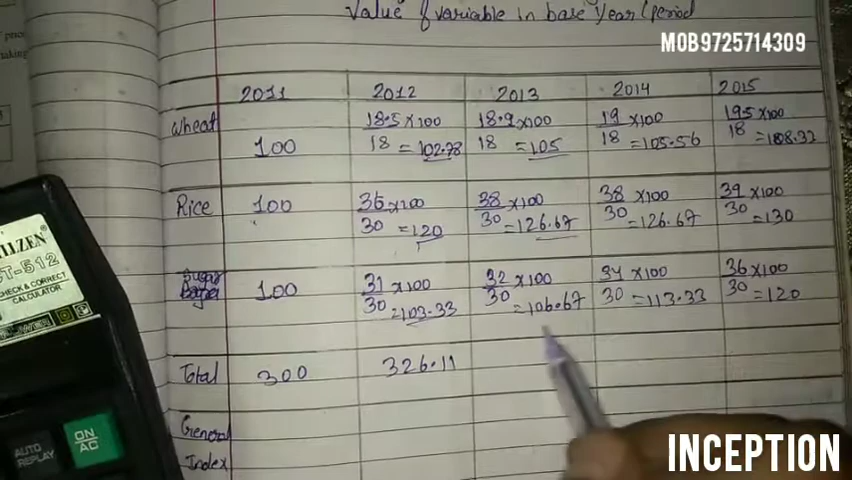 Value of variable in base Year (period
MOB9725714309
2011 2012 2013 2014 2015
Wheat 100 18.5 x100 18.9 x100 19 x100 19.5 x100
18 =102.78 18 =105 18 =105.56 18 =108.33
Rice 100 36 x100 38 x100 38 x100 39 x100
30 =120 30 =126.67 30 =126.67 30 =130
Sugar 100 31 x100 32 x100 34 x100 36 x100
30 =103.33 30 =106.67 30 =113.33 30 =120
Total 300 326.11
General
Index
CT-512
CHECK & CORRECT
CALCULATOR
AUTO
REPLAY
ON
AC
INCEPTION